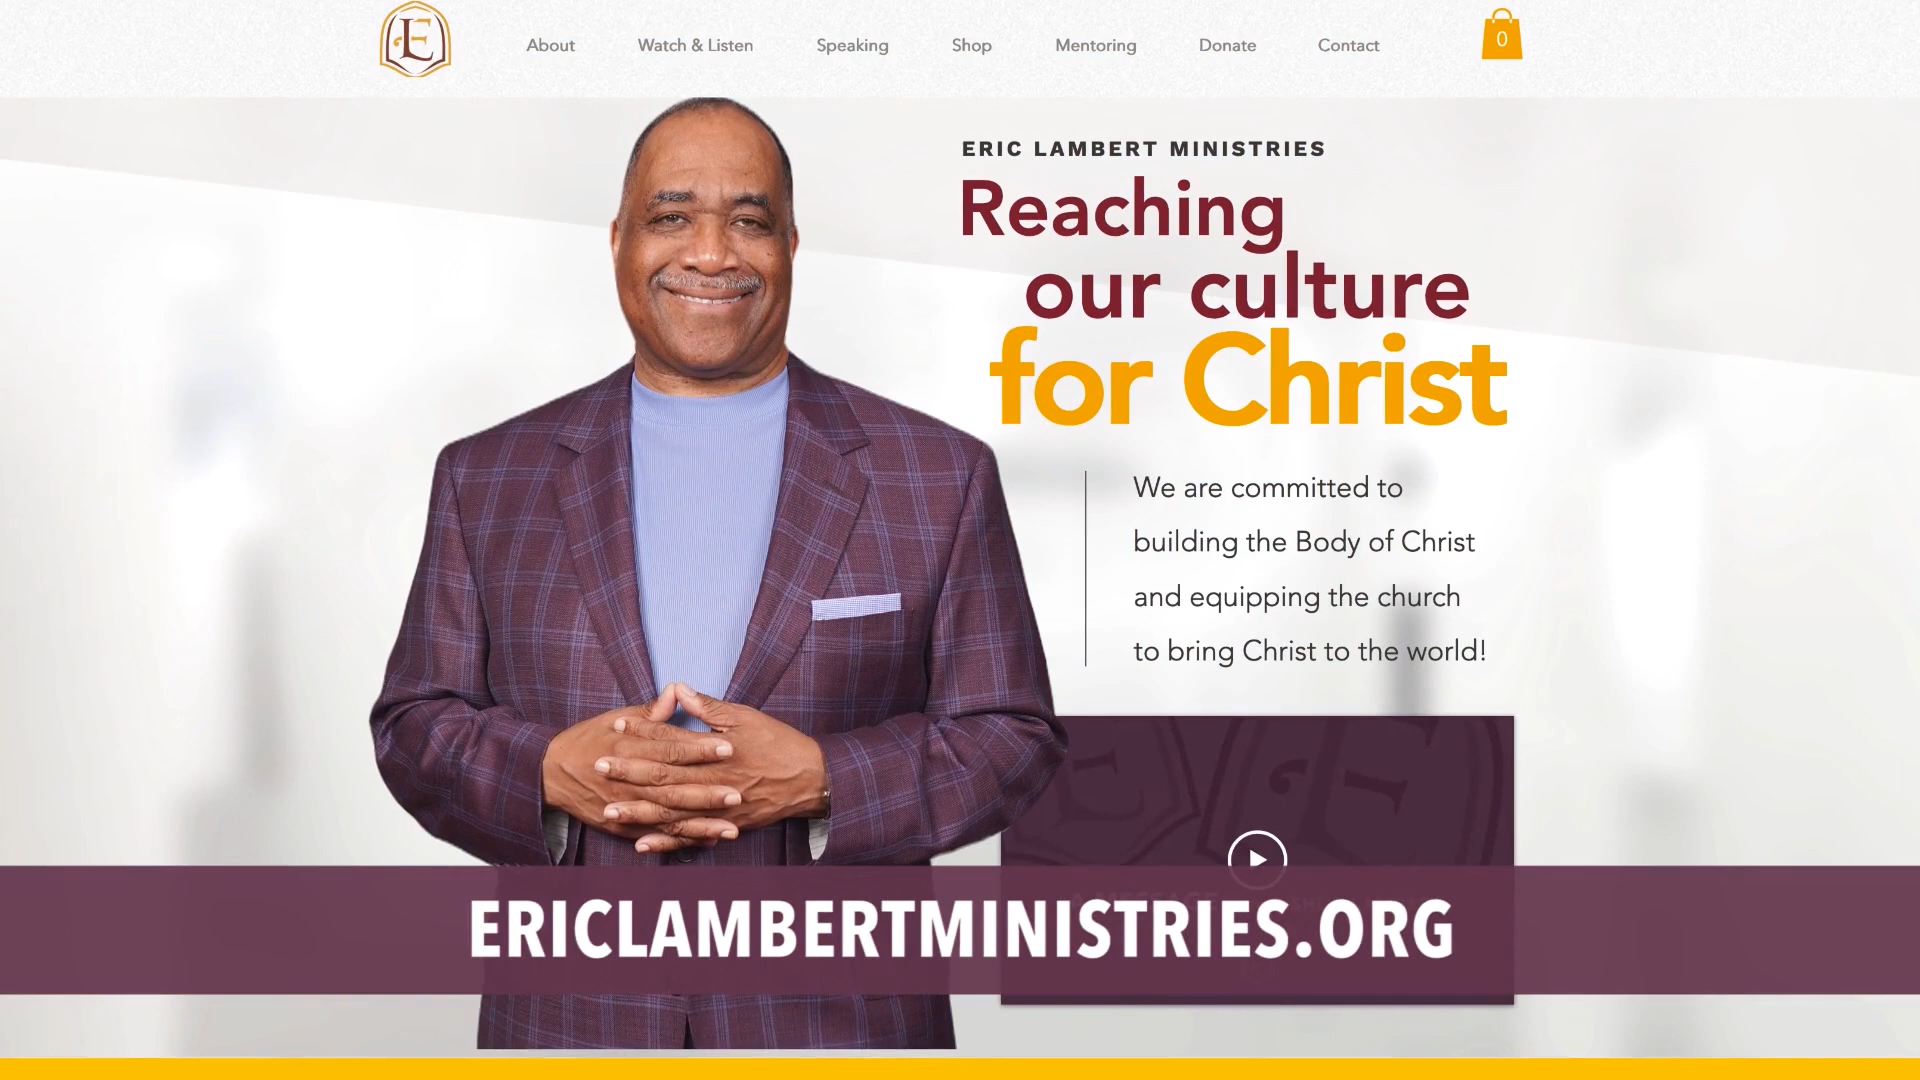 E
About
Watch & Listen
Speaking
Shop
Mentoring
Donate
Contact
0
ERIC LAMBERT MINISTRIES
Reaching
our culture
for Christ
We are committed to
building the Body of Christ
and equipping the church
to bring Christ to the world!
E
E
ERICLAMBERTMINISTRIES.ORG